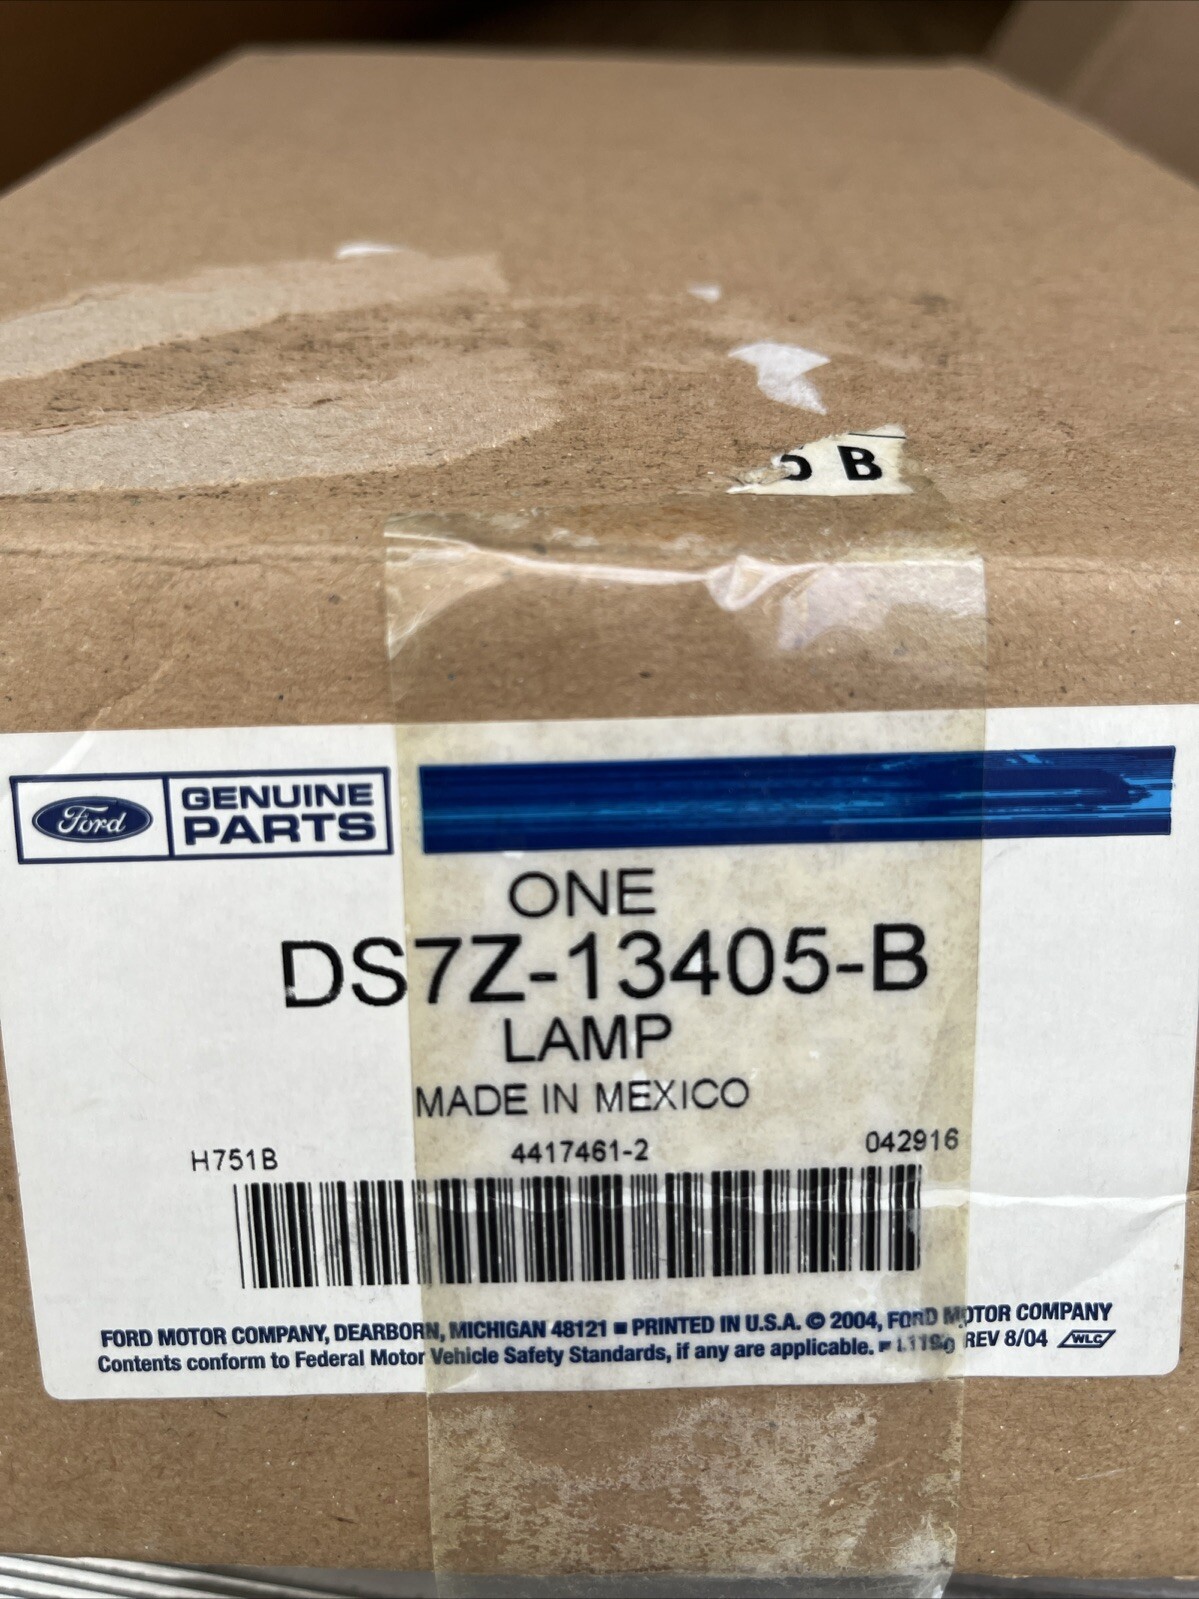 B
Ford
GENUINE
PARTS
ONE
DS7Z-13405-B
LAMP
MADE IN MEXICO
H751B 4417461-2 042916
FORD MOTOR COMPANY, DEARBORN, MICHIGAN 48121 ■ PRINTED IN U.S.A. © 2004, FORD MOTOR COMPANY
Contents conform to Federal Motor Vehicle Safety Standards, if any are applicable. REV 8/04 WLC